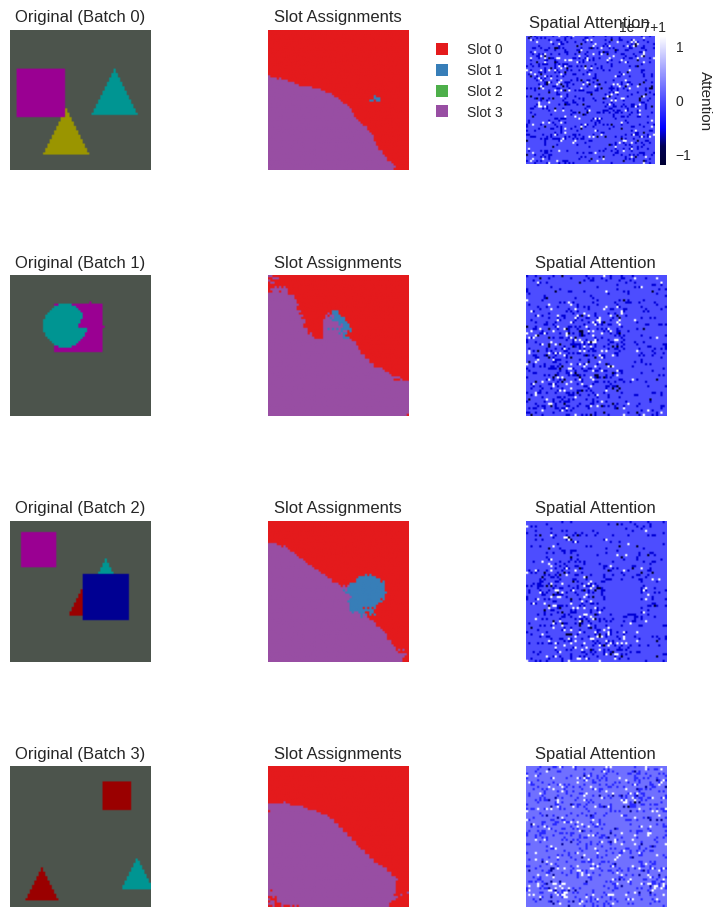 Original (Batch 0)
Slot Assignments
Slot 0
Slot 1
Slot 2
Slot 3
Spatial Attention
1e−7+1
1
0
−1
Attention
Original (Batch 1)
Slot Assignments
Spatial Attention
Original (Batch 2)
Slot Assignments
Spatial Attention
Original (Batch 3)
Slot Assignments
Spatial Attention